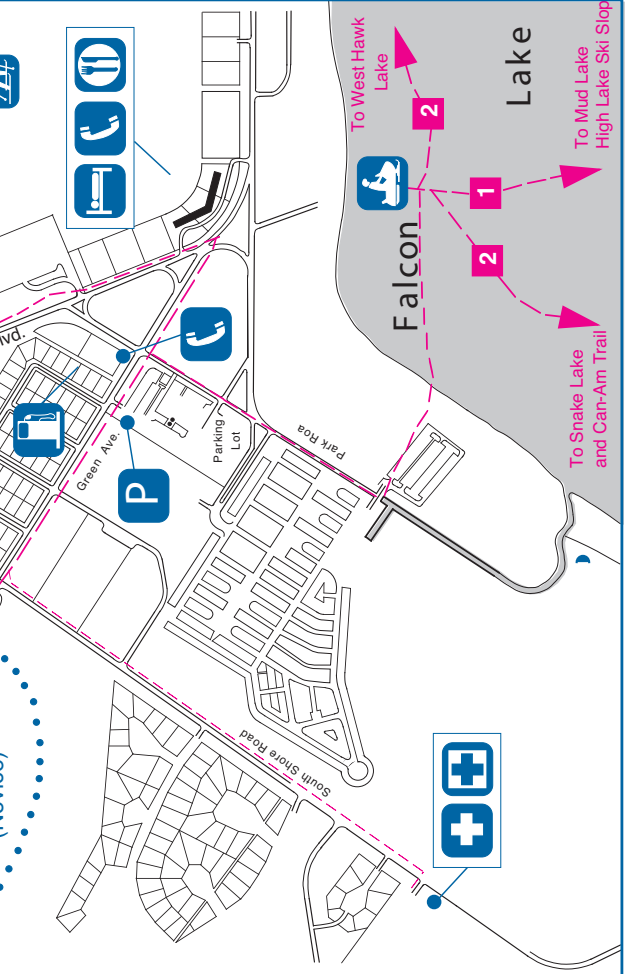 To West Hawk
Lake
2
Lake
To Mud Lake
High Lake Ski Slop
1
2
Falcon
To Snake Lake
and Can-Am Trail
lvd.
Green Ave.
P
Parking
Lot
Park Roa
South Shore Road